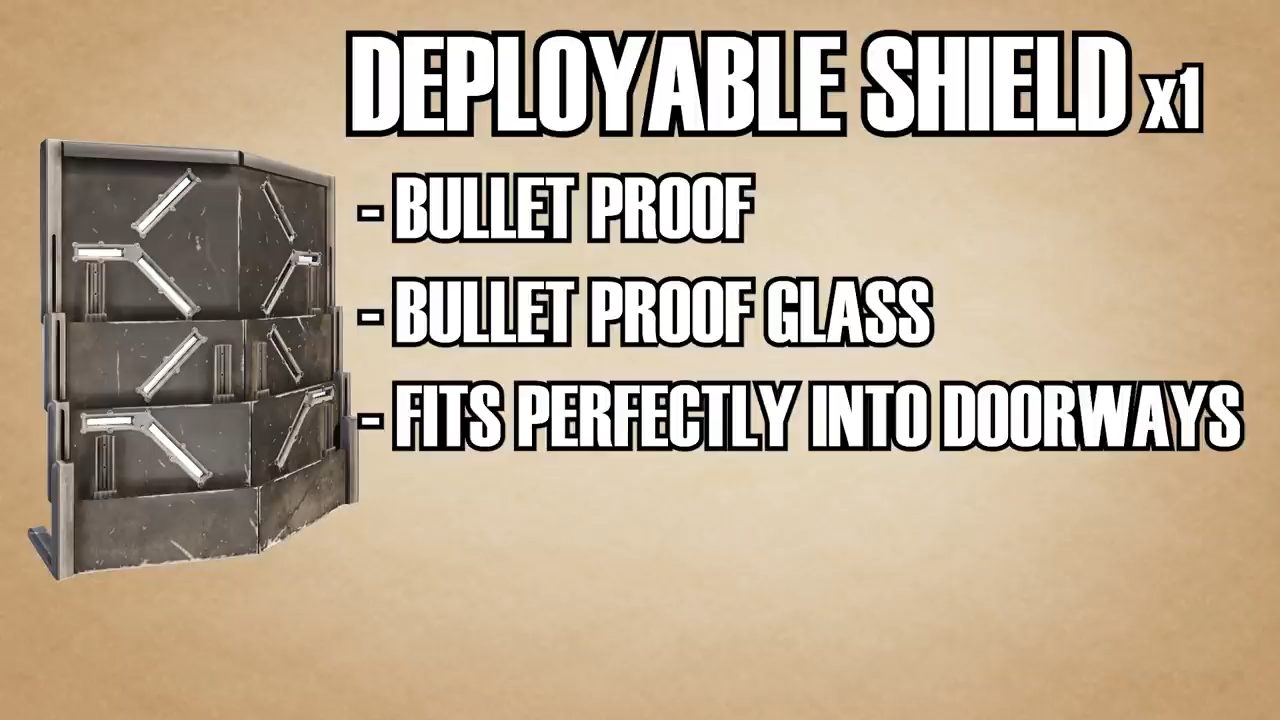 DEPLOYABLE SHIELD x1
- BULLET PROOF
- BULLET PROOF GLASS
- FITS PERFECTLY INTO DOORWAYS